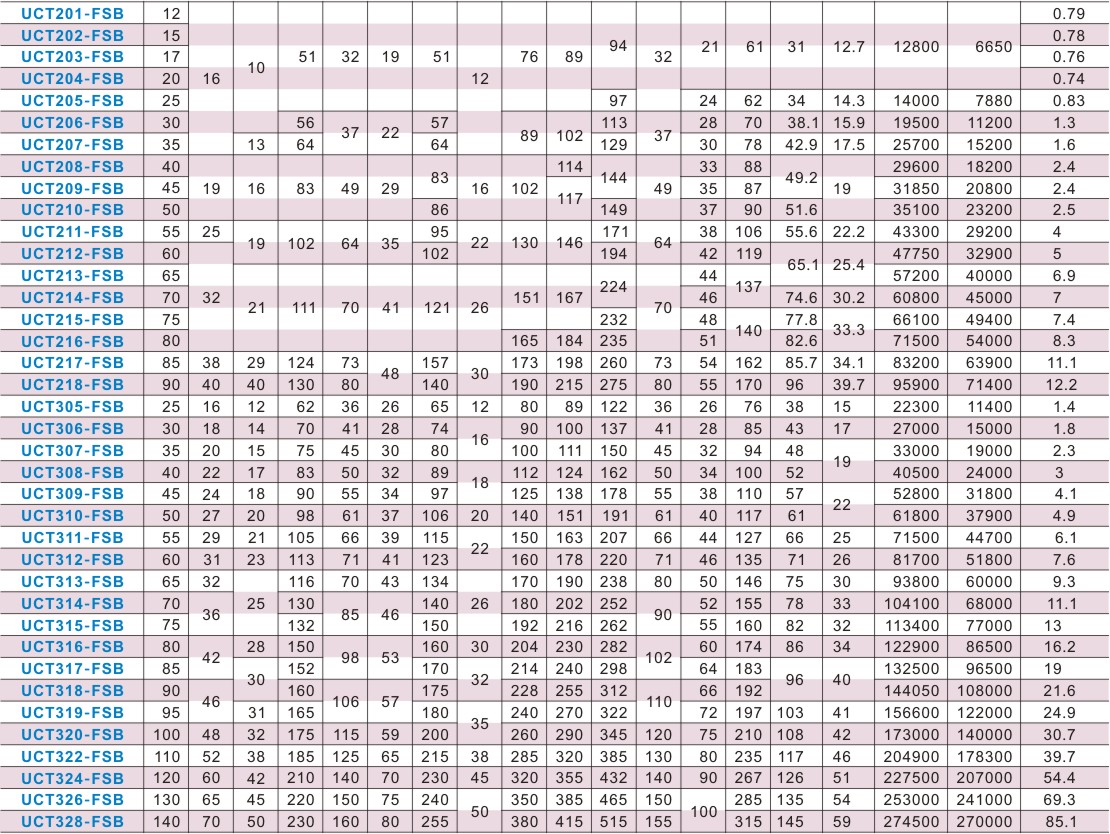 UCT201-FSB 12 0.79
UCT202-FSB 15 94 21 61 31 12.7 12800 6650 0.78
UCT203-FSB 17 10 51 32 19 51 76 89 32 0.76
UCT204-FSB 20 16 12 0.74
UCT205-FSB 25 97 24 62 34 14.3 14000 7880 0.83
UCT206-FSB 30 56 37 22 57 89 102 113 37 28 70 38.1 15.9 19500 11200 1.3
UCT207-FSB 35 13 64 64 129 30 78 42.9 17.5 25700 15200 1.6
UCT208-FSB 40 83 114 144 33 88 49.2 29600 18200 2.4
UCT209-FSB 45 19 16 83 49 29 16 102 117 49 35 87 19 31850 20800 2.4
UCT210-FSB 50 86 149 37 90 51.6 35100 23200 2.5
UCT211-FSB 55 25 19 102 64 35 95 22 130 146 171 64 38 106 55.6 22.2 43300 29200 4
UCT212-FSB 60 102 194 42 119 65.1 25.4 47750 32900 5
UCT213-FSB 65 224 44 137 57200 40000 6.9
UCT214-FSB 70 32 21 111 70 41 121 26 151 167 70 46 74.6 30.2 60800 45000 7
UCT215-FSB 75 232 48 140 77.8 33.3 66100 49400 7.4
UCT216-FSB 80 165 184 235 51 82.6 71500 54000 8.3
UCT217-FSB 85 38 29 124 73 48 157 30 173 198 260 73 54 162 85.7 34.1 83200 63900 11.1
UCT218-FSB 90 40 40 130 80 140 190 215 275 80 55 170 96 39.7 95900 71400 12.2
UCT305-FSB 25 16 12 62 36 26 65 12 80 89 122 36 26 76 38 15 22300 11400 1.4
UCT306-FSB 30 18 14 70 41 28 74 16 90 100 137 41 28 85 43 17 27000 15000 1.8
UCT307-FSB 35 20 15 75 45 30 80 100 111 150 45 32 94 48 19 33000 19000 2.3
UCT308-FSB 40 22 17 83 50 32 89 18 112 124 162 50 34 100 52 40500 24000 3
UCT309-FSB 45 24 18 90 55 34 97 125 138 178 55 38 110 57 22 52800 31800 4.1
UCT310-FSB 50 27 20 98 61 37 106 20 140 151 191 61 40 117 61 61800 37900 4.9
UCT311-FSB 55 29 21 105 66 39 115 22 150 163 207 66 44 127 66 25 71500 44700 6.1
UCT312-FSB 60 31 23 113 71 41 123 160 178 220 71 46 135 71 26 81700 51800 7.6
UCT313-FSB 65 32 116 70 43 134 170 190 238 80 50 146 75 30 93800 60000 9.3
UCT314-FSB 70 36 25 130 85 46 140 26 180 202 252 90 52 155 78 33 104100 68000 11.1
UCT315-FSB 75 132 150 192 216 262 55 160 82 32 113400 77000 13
UCT316-FSB 80 42 28 150 98 53 160 30 204 230 282 102 60 174 86 34 122900 86500 16.2
UCT317-FSB 85 30 152 170 32 214 240 298 64 183 96 40 132500 96500 19
UCT318-FSB 90 46 160 106 57 175 228 255 312 110 66 192 144050 108000 21.6
UCT319-FSB 95 31 165 180 35 240 270 322 72 197 103 41 156600 122000 24.9
UCT320-FSB 100 48 32 175 115 59 200 260 290 345 120 75 210 108 42 173000 140000 30.7
UCT322-FSB 110 52 38 185 125 65 215 38 285 320 385 130 80 235 117 46 204900 178300 39.7
UCT324-FSB 120 60 42 210 140 70 230 45 320 355 432 140 90 267 126 51 227500 207000 54.4
UCT326-FSB 130 65 45 220 150 75 240 50 350 385 465 150 100 285 135 54 253000 241000 69.3
UCT328-FSB 140 70 50 230 160 80 255 380 415 515 155 315 145 59 274500 270000 85.1